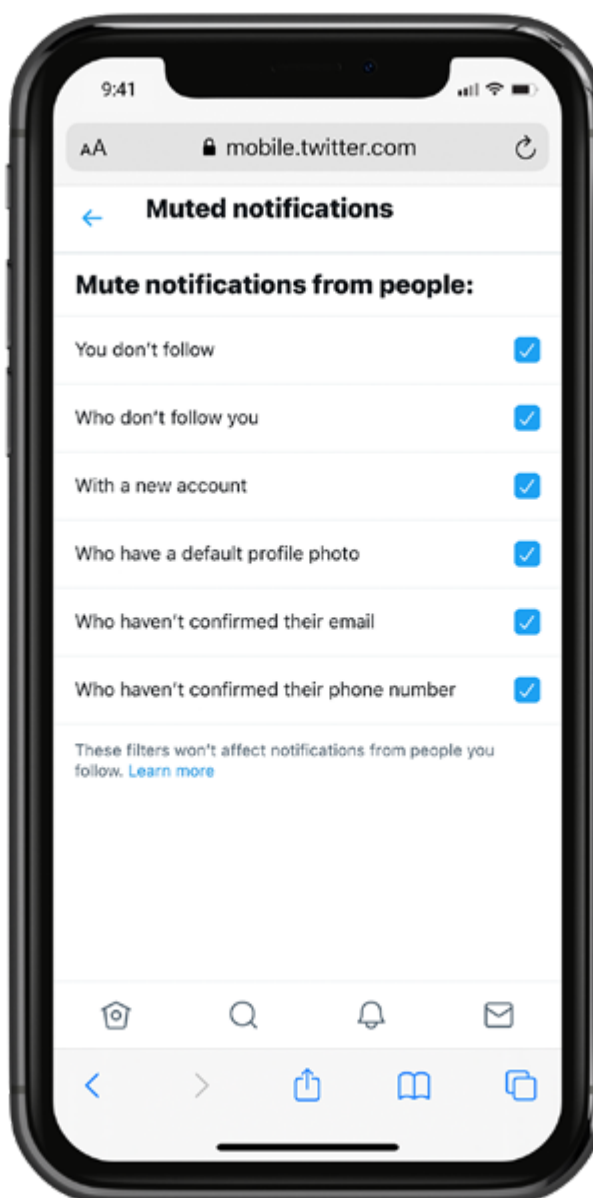 9:41
AA mobile.twitter.com
Muted notifications
Mute notifications from people:
You don't follow
Who don't follow you
With a new account
Who have a default profile photo
Who haven't confirmed their email
Who haven't confirmed their phone number
These filters won't affect notifications from people you
follow. Learn more